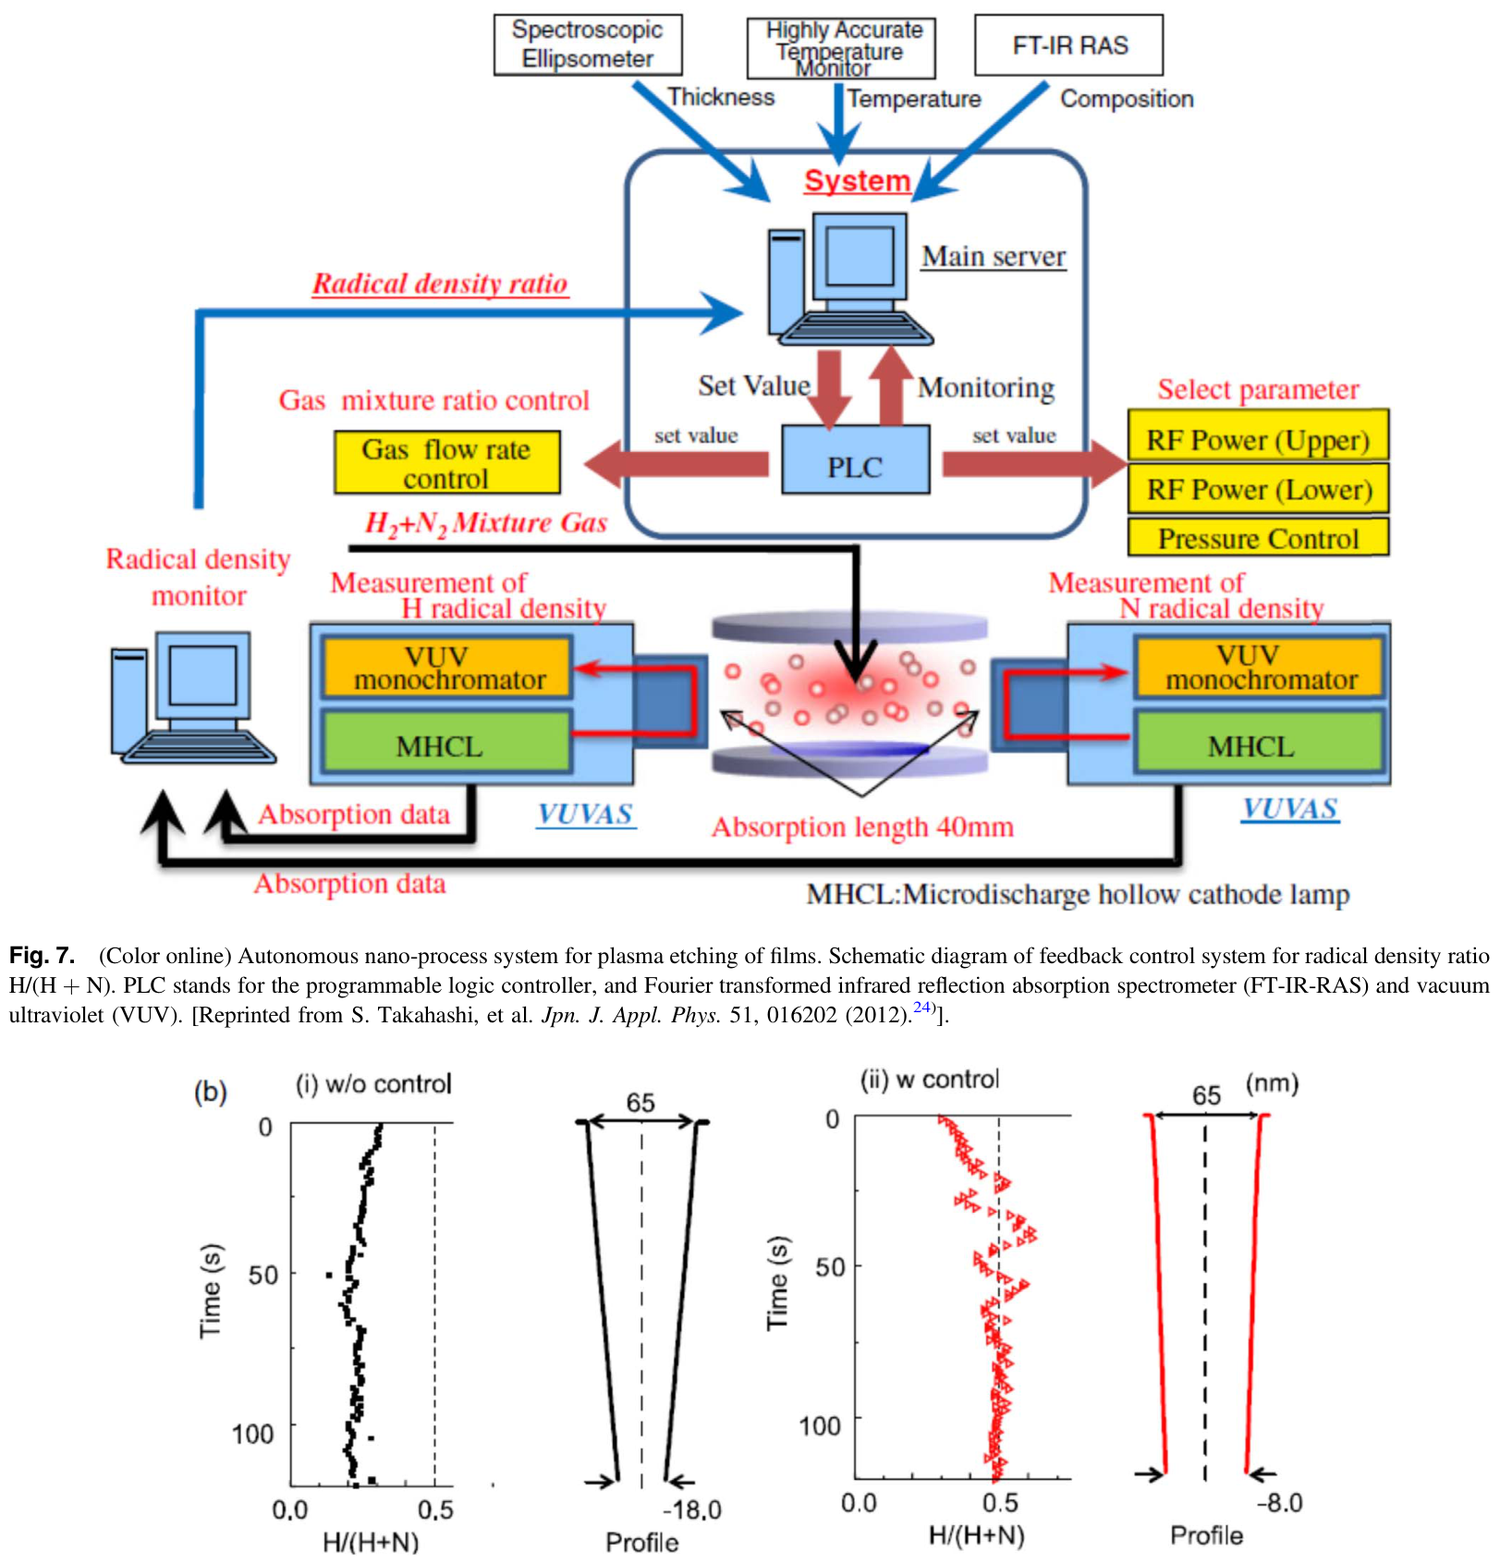 Spectroscopic
Ellipsometer
Highly Accurate
Temperature
Monitor
FT-IR RAS
Thickness
Temperature
Composition
System
Main server
Radical density ratio
Set Value
Monitoring
Gas mixture ratio control
Select parameter
Gas flow rate
control
set value
PLC
set value
RF Power (Upper)
RF Power (Lower)
Pressure Control
H2+N2 Mixture Gas
Radical density
monitor
Measurement of
H radical density
Measurement of
N radical density
VUV
monochromator
MHCL
VUV
monochromator
MHCL
Absorption data
VUVAS
Absorption length 40mm
VUVAS
Absorption data
MHCL:Microdischarge hollow cathode lamp
Fig. 7. (Color online) Autonomous nano-process system for plasma etching of films. Schematic diagram of feedback control system for radical density ratio
H/(H + N). PLC stands for the programmable logic controller, and Fourier transformed infrared reflection absorption spectrometer (FT-IR-RAS) and vacuum
ultraviolet (VUV). [Reprinted from S. Takahashi, et al. Jpn. J. Appl. Phys. 51, 016202 (2012).24)].
(b)
(i) w/o control
65
0
50
100
Time (s)
0.0
0.5
H/(H+N)
-18.0
Profile
(ii) w control
65
(nm)
0
50
100
Time (s)
0.0
0.5
H/(H+N)
-8.0
Profile